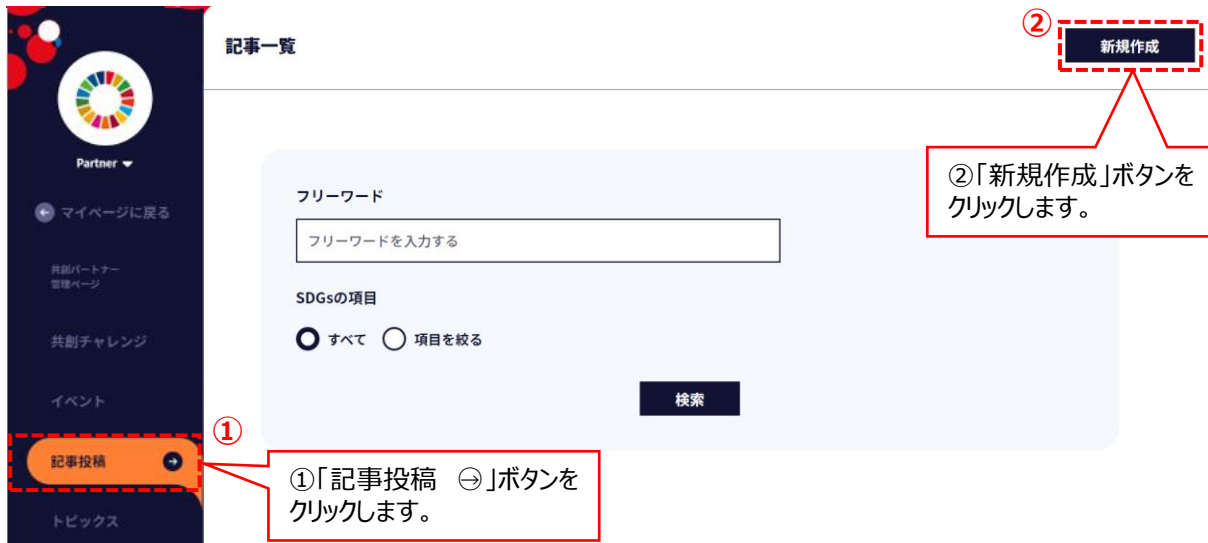 記事一覧
②
新規作成
Partner
②「新規作成」ボタンを
クリックします。
マイページに戻る
フリーワード
フリーワードを入力する
共創パートナー
管理ページ
SDGsの項目
すべて 項目を絞る
共創チャレンジ
検索
イベント
①
記事投稿
①「記事投稿 →」ボタンを
クリックします。
トピックス